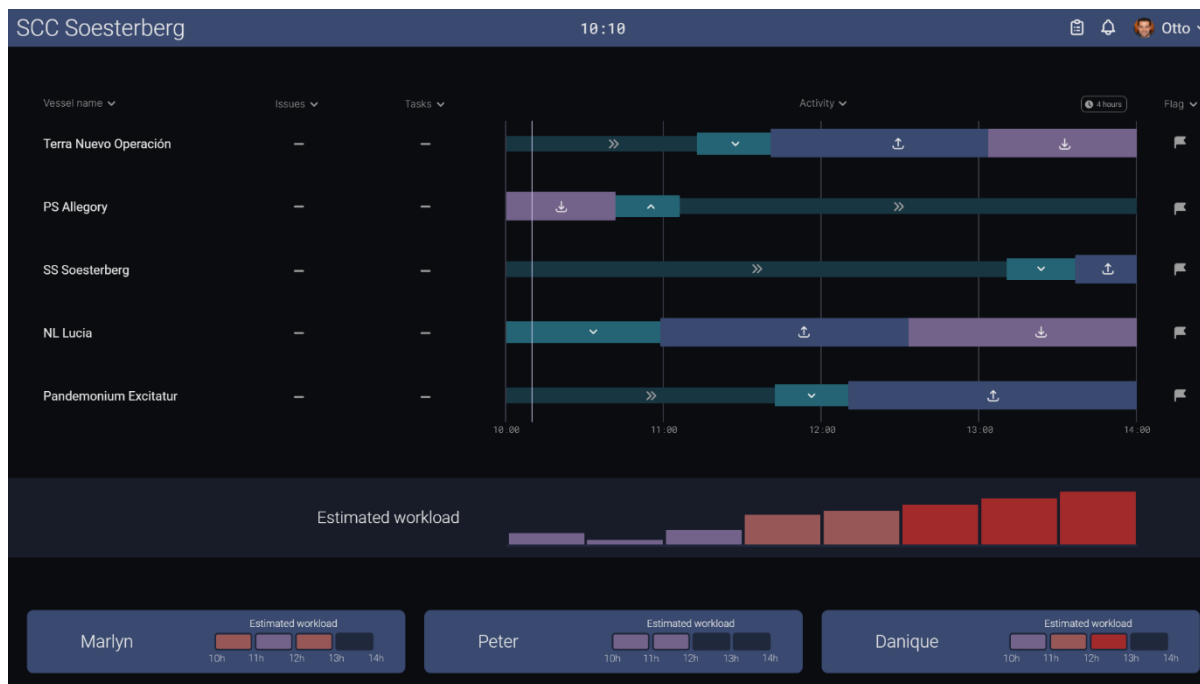 SCC Soesterberg 10:10 Otto
Vessel name Issues Tasks Activity 4 hours Flag
Terra Nuevo Operación — —
PS Allegory — —
SS Soesterberg — —
NL Lucia — —
Pandemonium Excitatur — —
10:00 11:00 12:00 13:00 14:00
Estimated workload
Marlyn Estimated workload
10h 11h 12h 13h 14h
Peter Estimated workload
10h 11h 12h 13h 14h
Danique Estimated workload
10h 11h 12h 13h 14h